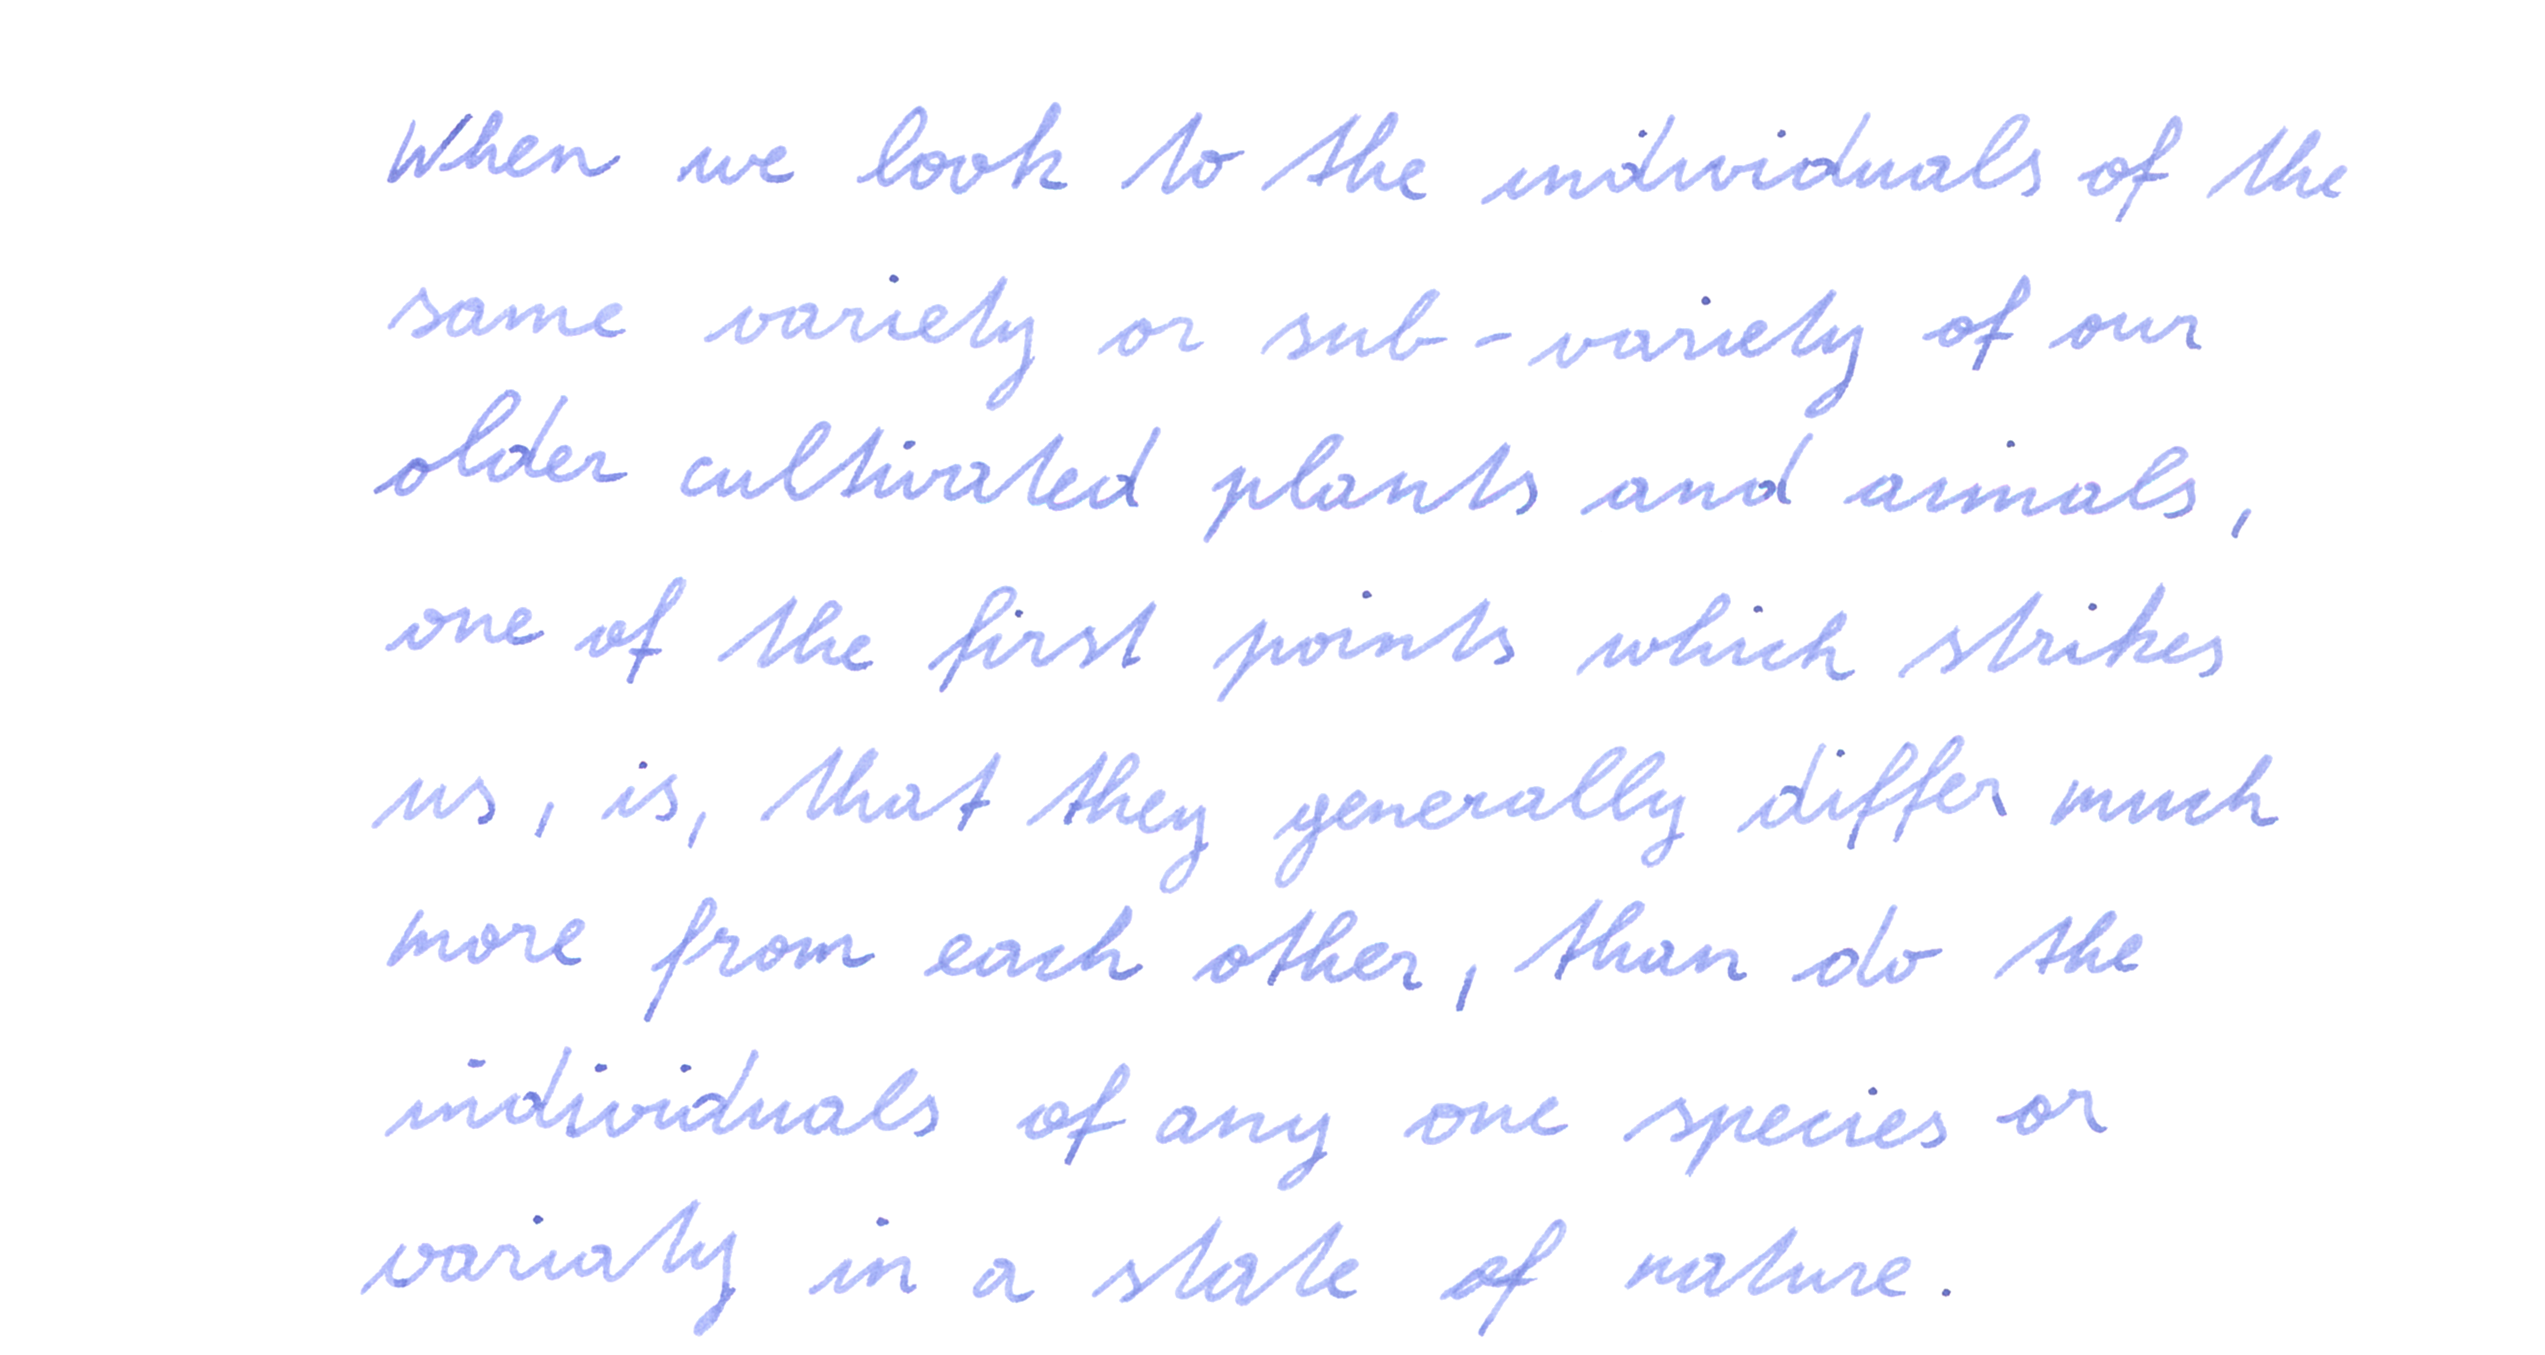 When we look to the individuals of the
same variety or sub-variety of our
older cultivated plants and aimals,
one of the first points which strikes
us, is, that they generally differ much
more from each other, than do the
individuals of any one species or
variaty in a state of nature.